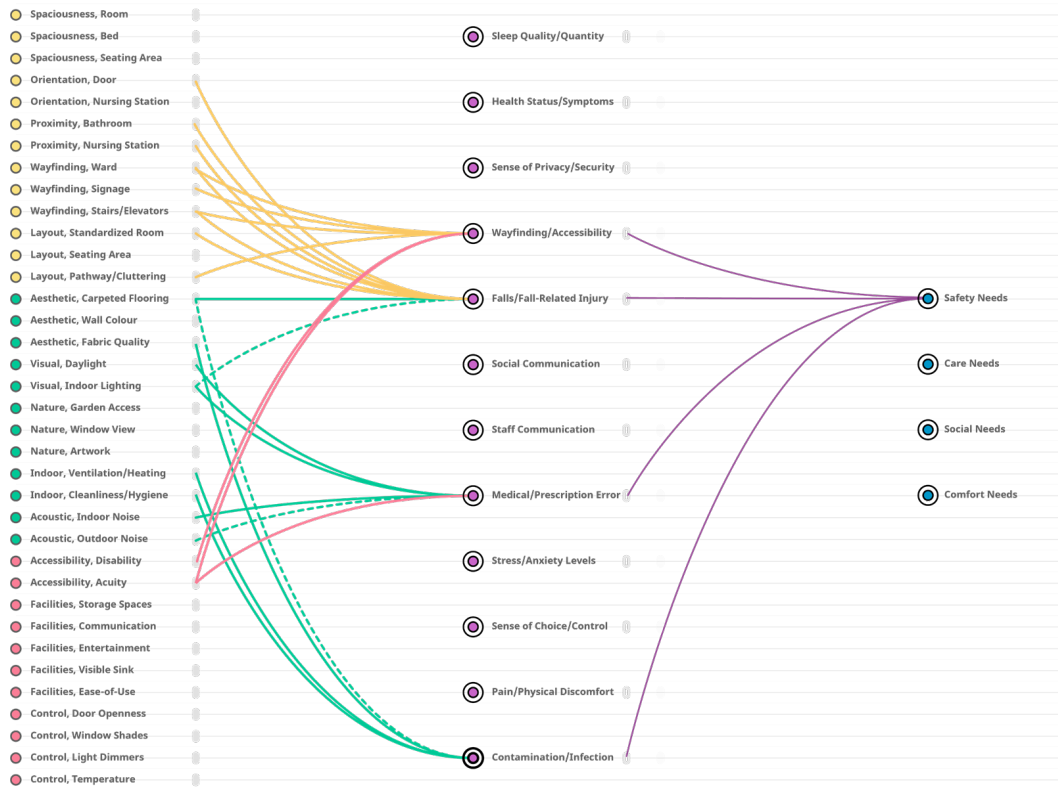 Spaciousness, Room
Spaciousness, Bed
Spaciousness, Seating Area
Orientation, Door
Orientation, Nursing Station
Proximity, Bathroom
Proximity, Nursing Station
Wayfinding, Ward
Wayfinding, Signage
Wayfinding, Stairs/Elevators
Layout, Standardized Room
Layout, Seating Area
Layout, Pathway/Cluttering
Aesthetic, Carpeted Flooring
Aesthetic, Wall Colour
Aesthetic, Fabric Quality
Visual, Daylight
Visual, Indoor Lighting
Nature, Garden Access
Nature, Window View
Nature, Artwork
Indoor, Ventilation/Heating
Indoor, Cleanliness/Hygiene
Acoustic, Indoor Noise
Acoustic, Outdoor Noise
Accessibility, Disability
Accessibility, Acuity
Facilities, Storage Spaces
Facilities, Communication
Facilities, Entertainment
Facilities, Visible Sink
Facilities, Ease-of-Use
Control, Door Openness
Control, Window Shades
Control, Light Dimmers
Control, Temperature
Sleep Quality/Quantity
Health Status/Symptoms
Sense of Privacy/Security
Wayfinding/Accessibility
Falls/Fall-Related Injury
Social Communication
Staff Communication
Medical/Prescription Error
Stress/Anxiety Levels
Sense of Choice/Control
Pain/Physical Discomfort
Contamination/Infection
Safety Needs
Care Needs
Social Needs
Comfort Needs